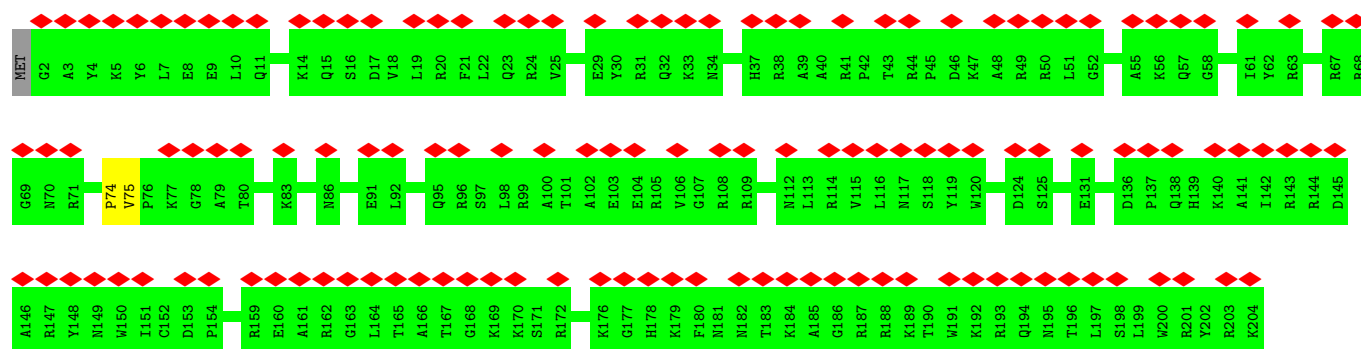 MET G2 A3 Y4 K5 Y6 L7 E8 E9 L10 Q11 K14 Q15 S16 D17 V18 L19 R20 F21 L22 Q23 R24 V25 E29 Y30 R31 Q32 K33 N34 H37 R38 A39 A40 R41 P42 T43 R44 P45 D46 K47 A48 R49 R50 L51 G52 A55 K56 Q57 G58 I61 Y62 R63 R67 R68
G69 N70 R71 P74 V75 P76 K77 G78 A79 T80 K83 N86 E91 L92 Q95 R96 S97 L98 R99 A100 T101 A102 E103 E104 R105 V106 G107 R108 R109 N112 L113 R114 V115 L116 N117 S118 Y119 W120 D124 S125 E131 D136 P137 Q138 H139 K140 A141 I142 R143 R144 D145
A146 R147 Y148 N149 W150 I151 C152 D153 P154 R159 E160 A161 R162 G163 L164 T165 A166 T167 G168 K169 K170 S171 R172 K176 G177 H178 K179 F180 N181 N182 T183 K184 A185 G186 R187 R188 K189 T190 W191 K192 R193 Q194 N195 T196 L197 S198 L199 W200 R201 Y202 R203 K204